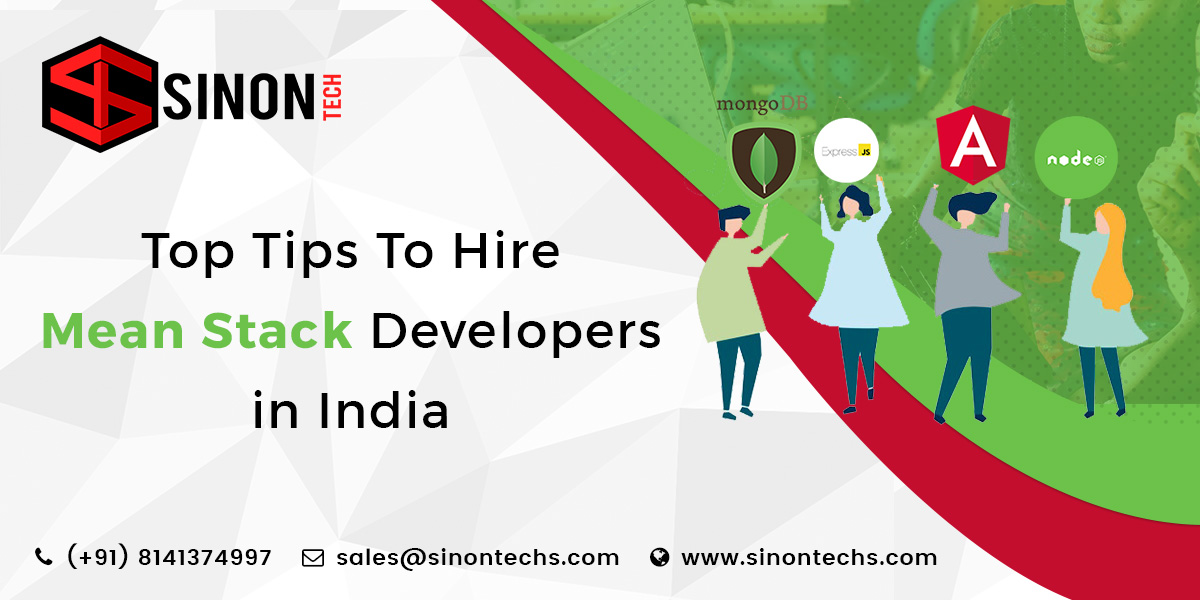 SINON
TECH
mongoDB
Express JS
A
node JS
Top Tips To Hire
Mean Stack Developers
in India
(+91) 8141374997
sales@sinontechs.com
www.sinontechs.com